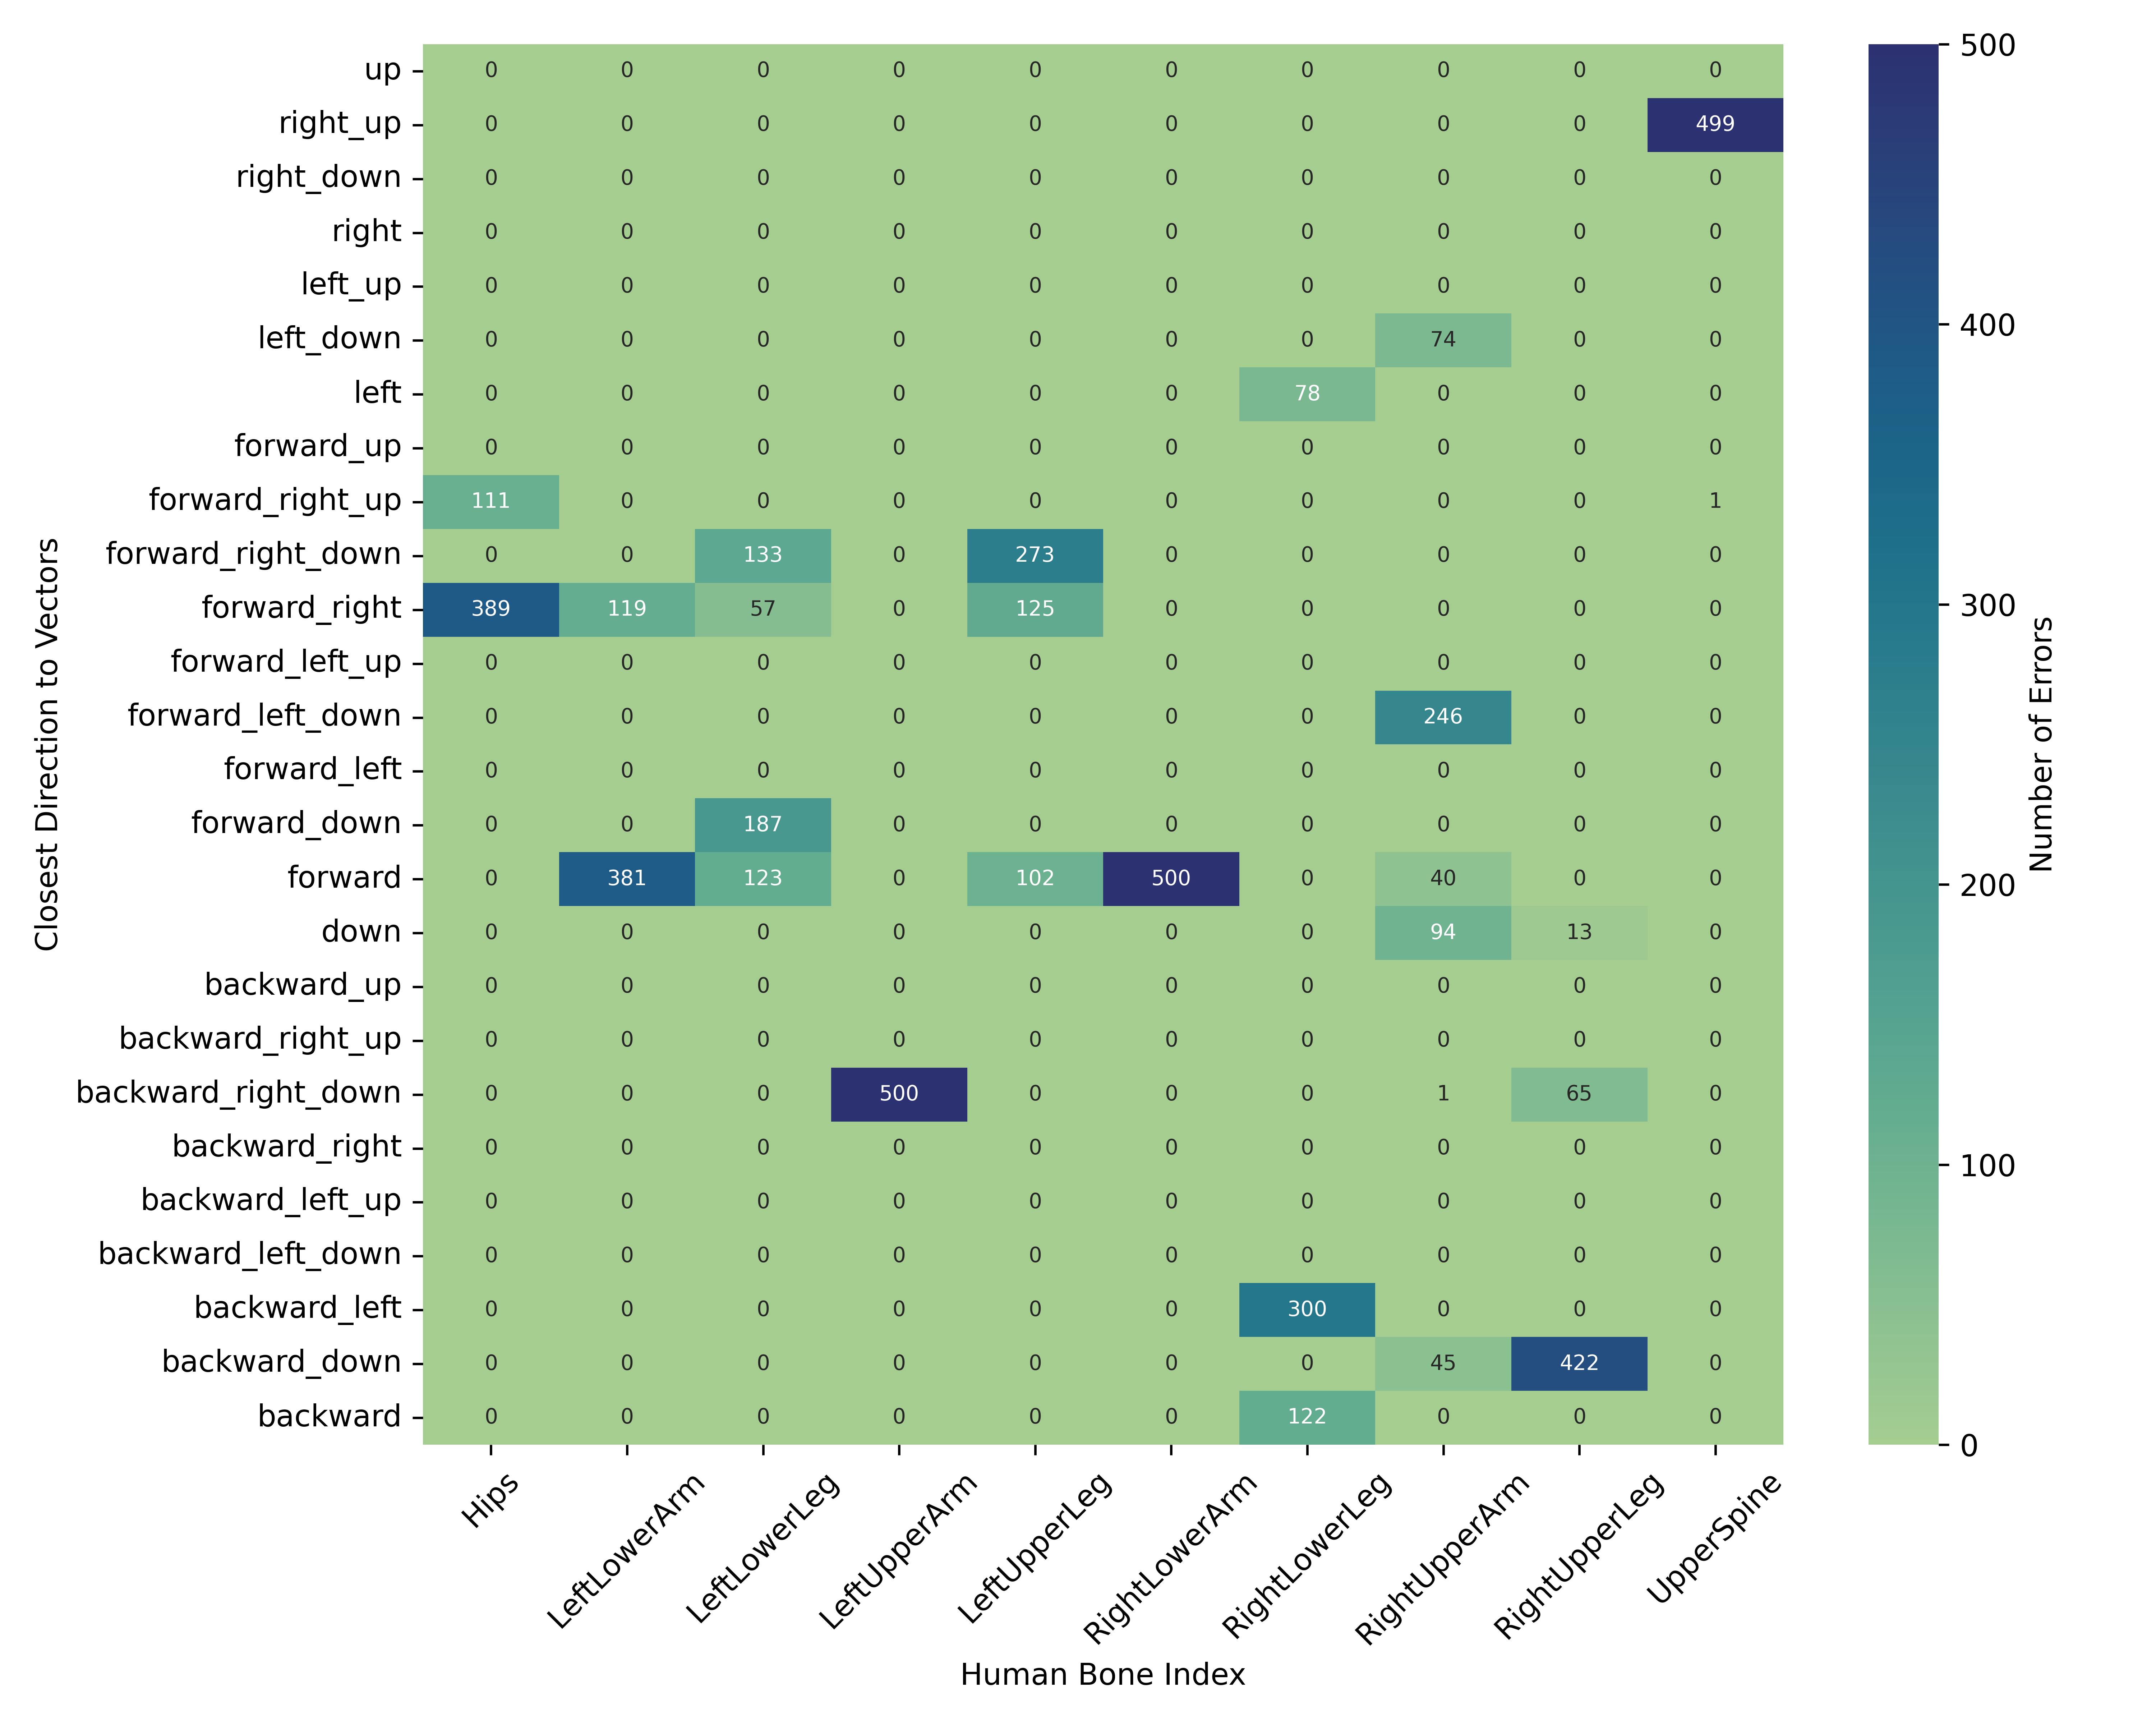 up 0 0 0 0 0 0 0 0 0 0
right_up 0 0 0 0 0 0 0 0 0 499
right_down 0 0 0 0 0 0 0 0 0 0
right 0 0 0 0 0 0 0 0 0 0
left_up 0 0 0 0 0 0 0 0 0 0
left_down 0 0 0 0 0 0 0 74 0 0
left 0 0 0 0 0 0 78 0 0 0
forward_up 0 0 0 0 0 0 0 0 0 0
forward_right_up 111 0 0 0 0 0 0 0 0 1
forward_right_down 0 0 133 0 273 0 0 0 0 0
forward_right 389 119 57 0 125 0 0 0 0 0
forward_left_up 0 0 0 0 0 0 0 0 0 0
forward_left_down 0 0 0 0 0 0 0 246 0 0
forward_left 0 0 0 0 0 0 0 0 0 0
forward_down 0 0 187 0 0 0 0 0 0 0
forward 0 381 123 0 102 500 0 40 0 0
down 0 0 0 0 0 0 0 94 13 0
backward_up 0 0 0 0 0 0 0 0 0 0
backward_right_up 0 0 0 0 0 0 0 0 0 0
backward_right_down 0 0 0 500 0 0 0 1 65 0
backward_right 0 0 0 0 0 0 0 0 0 0
backward_left_up 0 0 0 0 0 0 0 0 0 0
backward_left_down 0 0 0 0 0 0 0 0 0 0
backward_left 0 0 0 0 0 0 300 0 0 0
backward_down 0 0 0 0 0 0 0 45 422 0
backward 0 0 0 0 0 0 122 0 0 0
Closest Direction to Vectors
Hips LeftLowerArm LeftLowerLeg LeftUpperArm LeftUpperLeg RightLowerArm RightLowerLeg RightUpperArm RightUpperLeg UpperSpine
Human Bone Index
500
400
300
200
100
0
Number of Errors